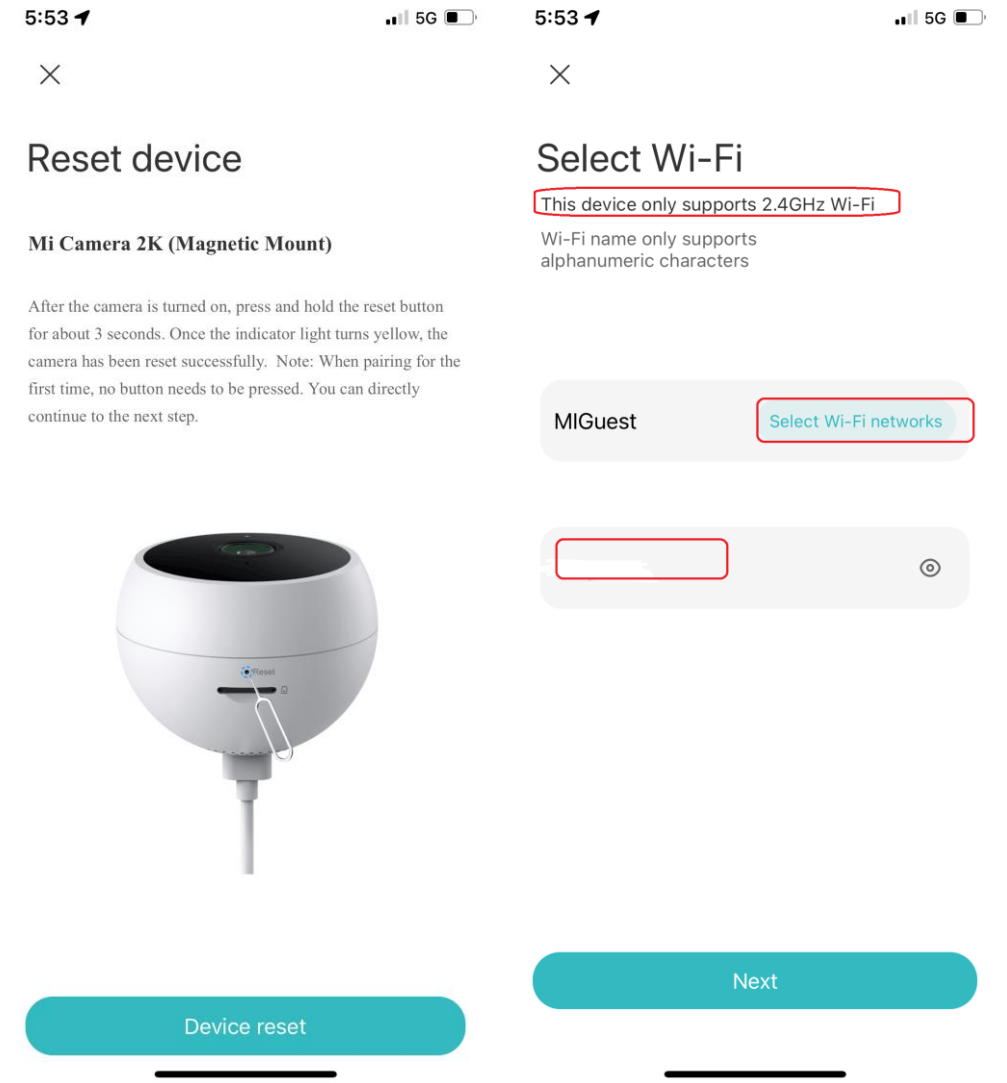 5:53
5G
Reset device
Mi Camera 2K (Magnetic Mount)
After the camera is turned on, press and hold the reset button
for about 3 seconds. Once the indicator light turns yellow, the
camera has been reset successfully.  Note: When pairing for the
first time, no button needs to be pressed. You can directly
continue to the next step.
Reset
Device reset
5:53
5G
Select Wi-Fi
This device only supports 2.4GHz Wi-Fi
Wi-Fi name only supports
alphanumeric characters
MIGuest
Select Wi-Fi networks
Next